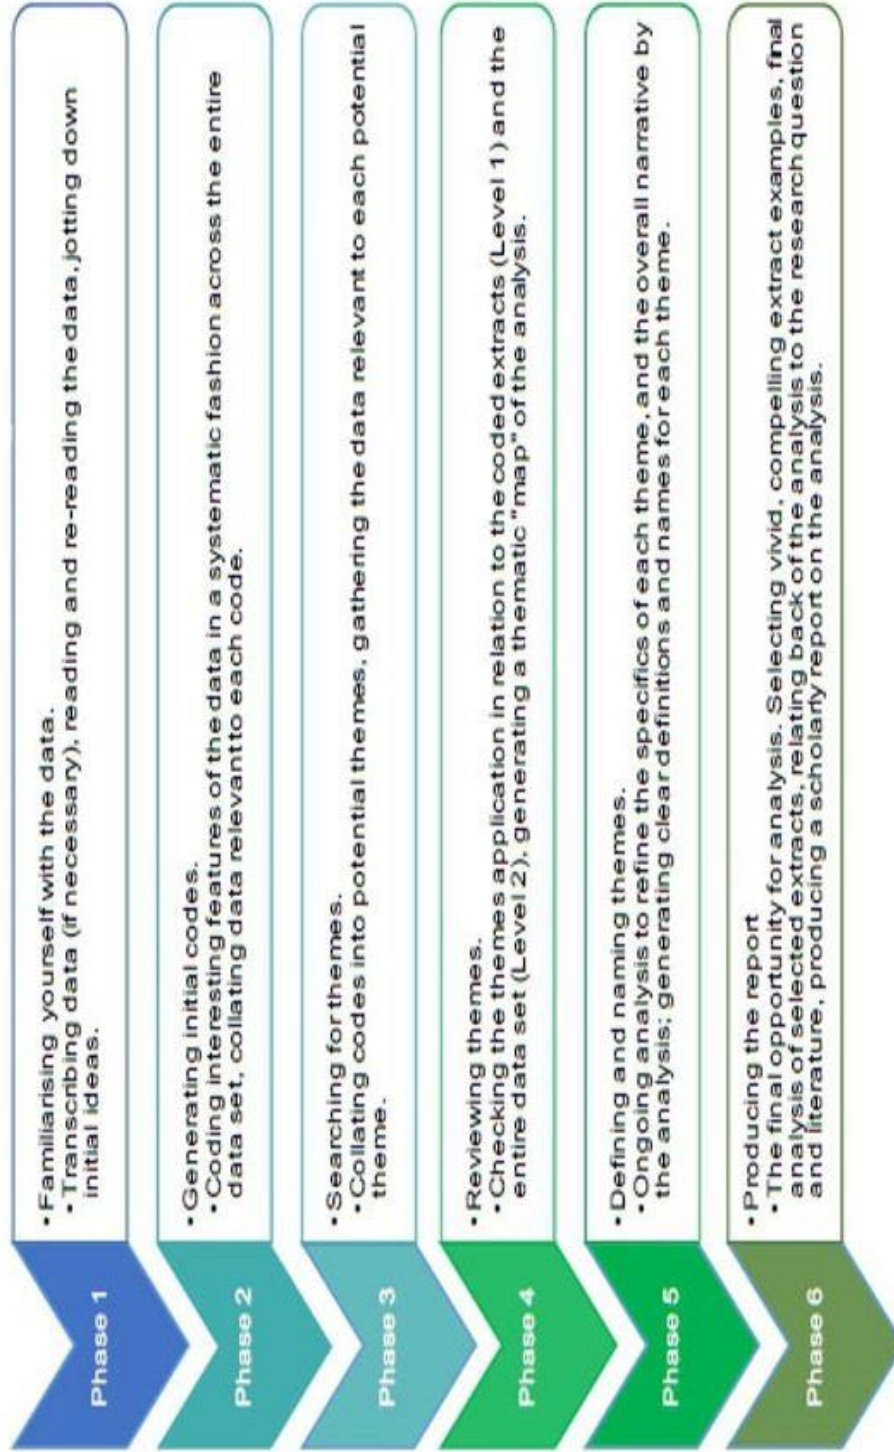 Phase 1
• Familiarising yourself with the data.
• Transcribing data (if necessary), reading and re-reading the data, jotting down
initial ideas.
Phase 2
• Generating initial codes.
• Coding interesting features of the data in a systematic fashion across the entire
data set, collating data relevant to each code.
Phase 3
• Searching for themes.
• Collating codes into potential themes, gathering the data relevant to each potential
theme.
Phase 4
• Reviewing themes.
• Checking the themes application in relation to the coded extracts (Level 1) and the
entire data set (Level 2), generating a thematic "map" of the analysis.
Phase 5
• Defining and naming themes.
• Ongoing analysis to refine the specifics of each theme, and the overall narrative by
the analysis; generating clear definitions and names for each theme.
Phase 6
• Producing the report
• The final opportunity for analysis. Selecting vivid, compelling extract examples, final
analysis of selected extracts, relating back of the analysis to the research question
and literature, producing a scholarly report on the analysis.